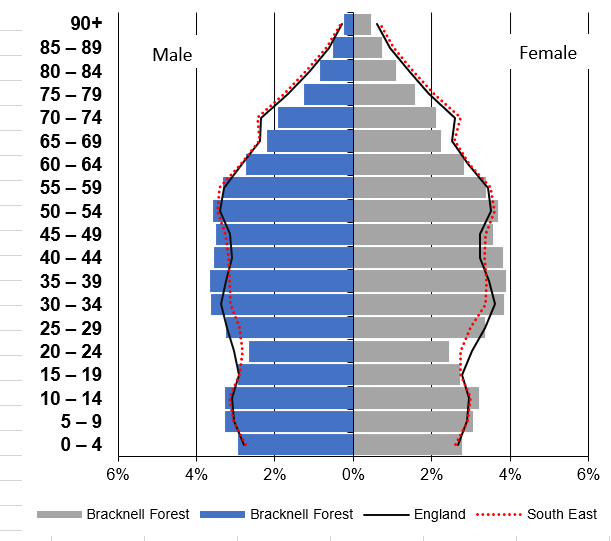 90+
Male
Female
85 – 89
80 – 84
75 – 79
70 – 74
65 – 69
60 – 64
55 – 59
50 – 54
45 – 49
40 – 44
35 – 39
30 – 34
25 – 29
20 – 24
15 – 19
10 – 14
5 – 9
0 – 4
6% 4% 2% 0% 2% 4% 6%
Bracknell Forest Bracknell Forest England South East